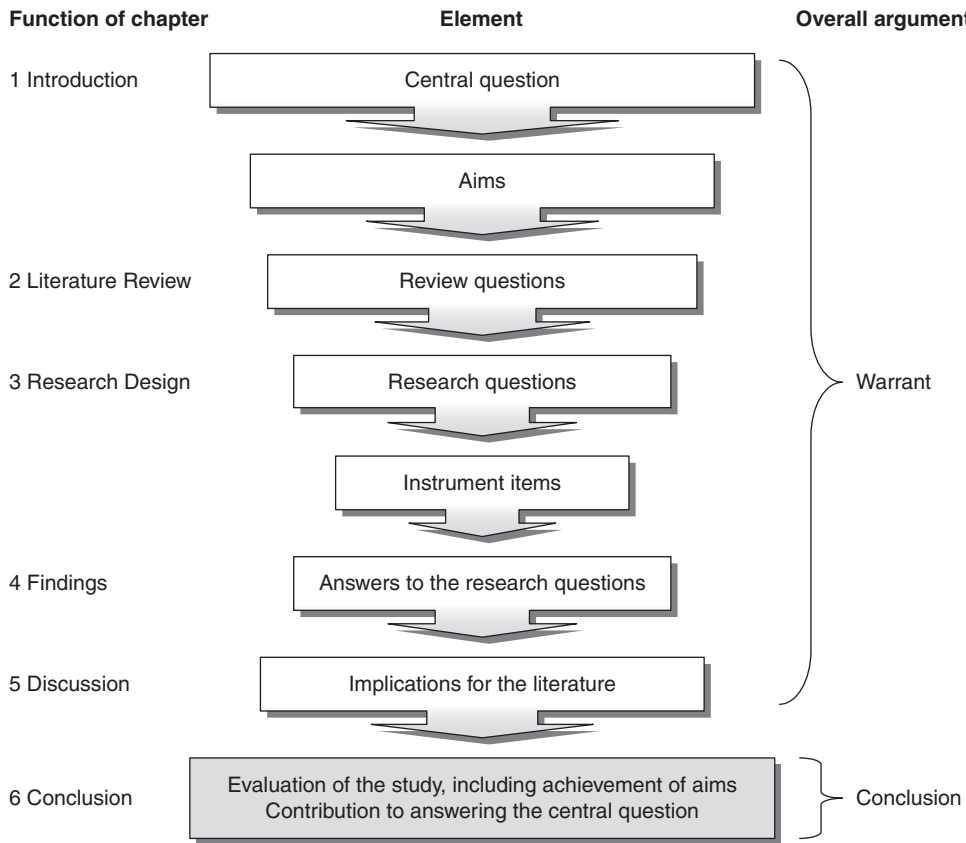 Function of chapter
Element
Overall argument
1 Introduction
Central question
Aims
2 Literature Review
Review questions
3 Research Design
Research questions
Warrant
Instrument items
4 Findings
Answers to the research questions
5 Discussion
Implications for the literature
6 Conclusion
Evaluation of the study, including achievement of aims
Contribution to answering the central question
Conclusion